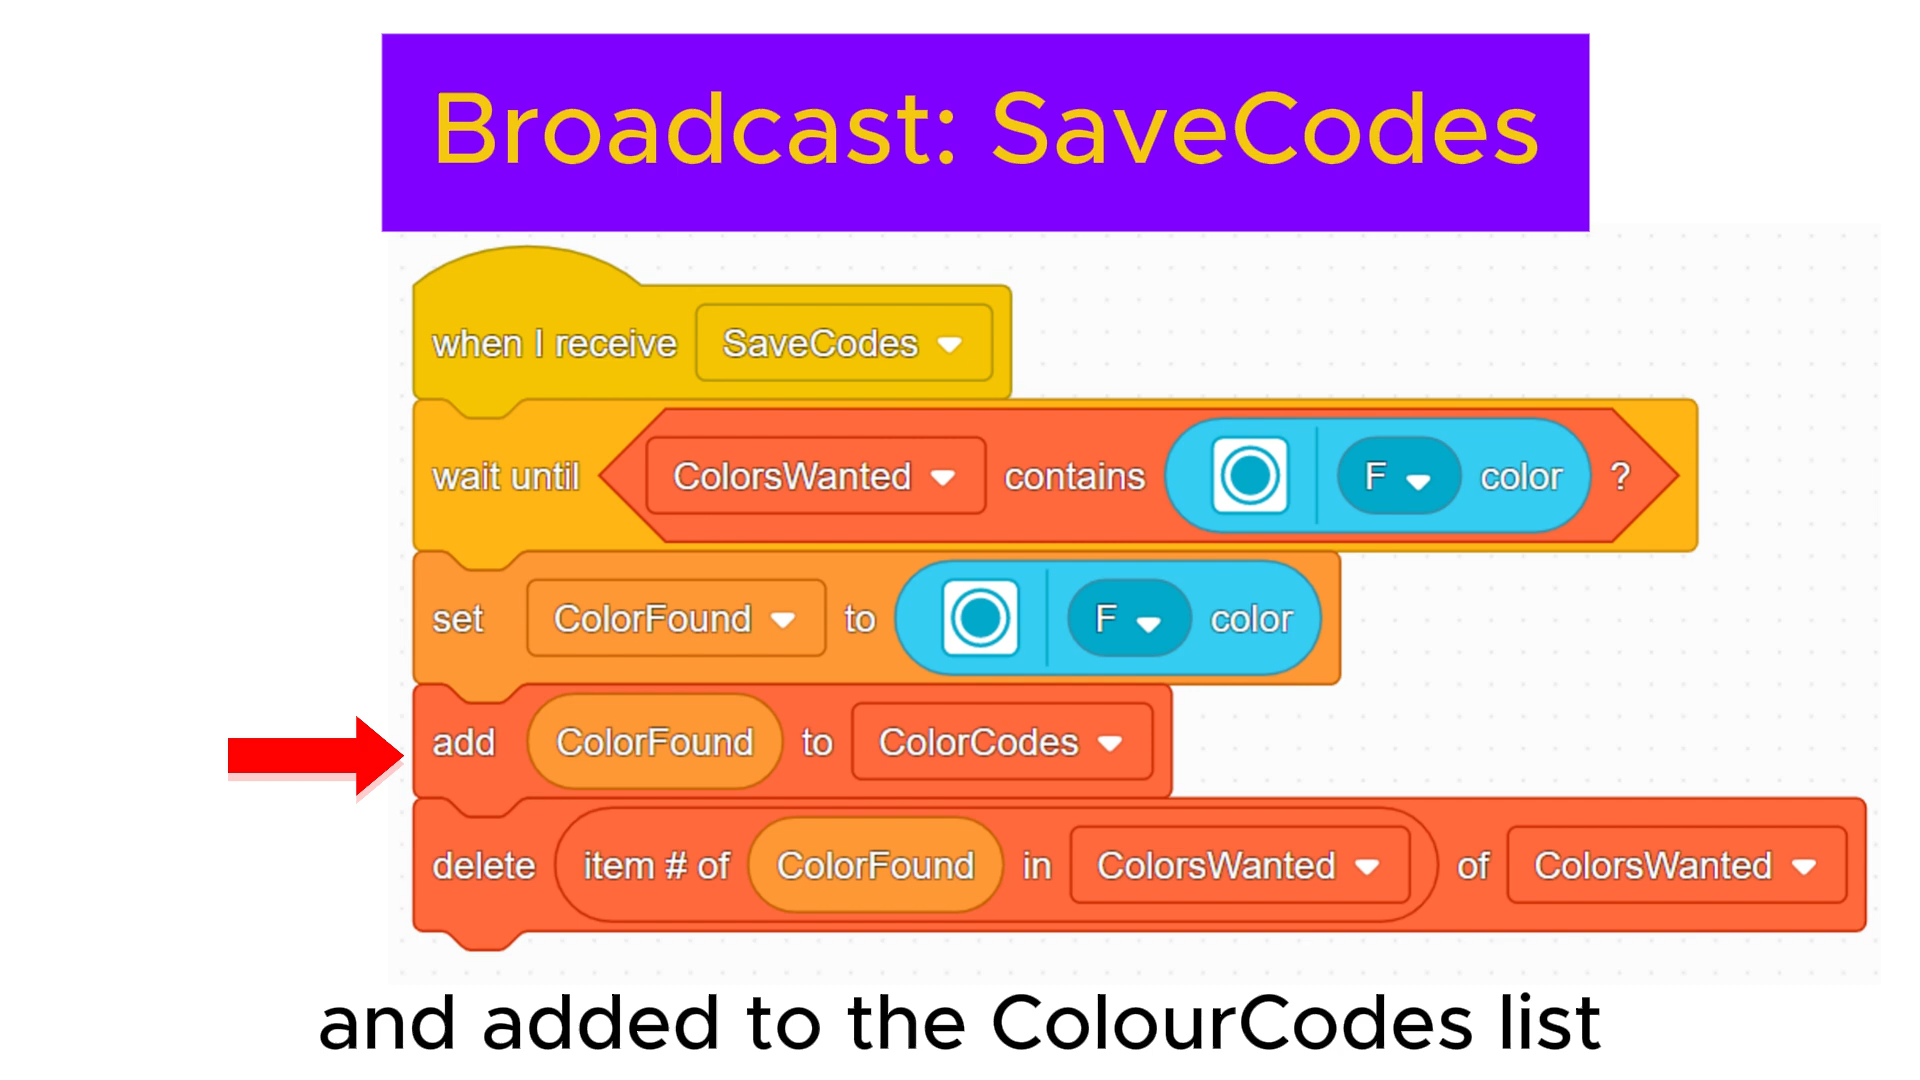 Broadcast: SaveCodes
when I receive SaveCodes
wait until ColorsWanted contains F color ?
set ColorFound to F color
add ColorFound to ColorCodes
delete item # of ColorFound in ColorsWanted of ColorsWanted
and added to the ColourCodes list